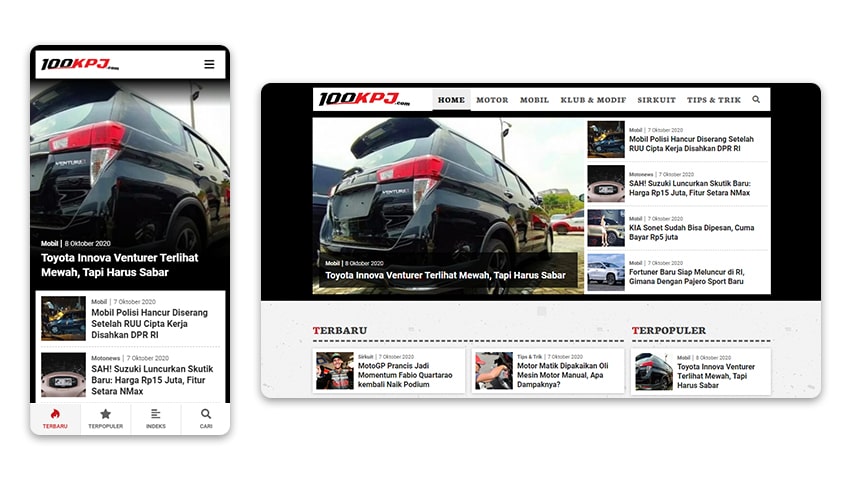 100KPJ.com
VENTURER
Mobil | 8 Oktober 2020
Toyota Innova Venturer Terlihat
Mewah, Tapi Harus Sabar
Mobil | 7 Oktober 2020
Mobil Polisi Hancur Diserang
Setelah RUU Cipta Kerja
Disahkan DPR RI
Motonews | 7 Oktober 2020
SAH! Suzuki Luncurkan Skutik
Baru: Harga Rp15 Juta, Fitur
Setara NMax
TERBARU
TERPOPULER
INDEKS
CARI
100KPJ.com
HOME MOTOR MOBIL KLUB & MODIF SIRKUIT TIPS & TRIK
VENTURER
Mobil | 8 Oktober 2020
Toyota Innova Venturer Terlihat Mewah, Tapi Harus Sabar
Mobil | 7 Oktober 2020
Mobil Polisi Hancur Diserang Setelah
RUU Cipta Kerja Disahkan DPR RI
Motonews | 7 Oktober 2020
SAH! Suzuki Luncurkan Skutik Baru:
Harga Rp15 Juta, Fitur Setara NMax
Mobil | 7 Oktober 2020
KIA Sonet Sudah Bisa Dipesan, Cuma
Bayar Rp5 juta
Mobil | 7 Oktober 2020
Fortuner Baru Siap Meluncur di RI,
Gimana Dengan Pajero Sport Baru
TERBARU
Sirkuit | 7 Oktober 2020
MotoGP Prancis Jadi
Momentum Fabio Quartarao
kembali Naik Podium
Tips & Trik | 7 Oktober 2020
Motor Matik Dipakaikan Oli
Mesin Motor Manual, Apa
Dampaknya?
TERPOPULER
Mobil | 8 Oktober 2020
Toyota Innova Venturer
Terlihat Mewah, Tapi
Harus Sabar